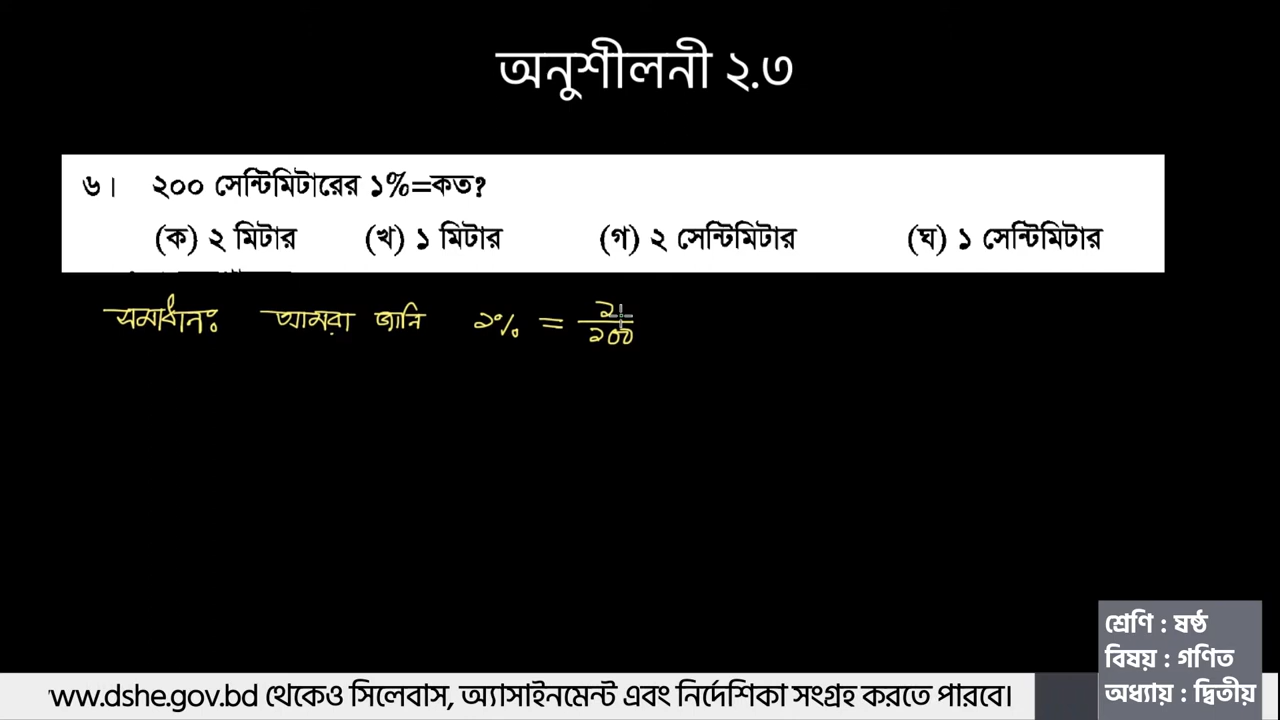 অনুশীলনী ২.৩
৬। ২০০ সেন্টিমিটারের ১%=কত?
(ক) ২ মিটার (খ) ১ মিটার (গ) ২ সেন্টিমিটার (ঘ) ১ সেন্টিমিটার
সমাধানঃ আমরা জানি ১% = ১/১০০
শ্রেণি : ষষ্ঠ
বিষয় : গণিত
অধ্যায় : দ্বিতীয়
www.dshe.gov.bd থেকেও সিলেবাস, অ্যাসাইনমেন্ট এবং নির্দেশিকা সংগ্রহ করতে পারবে।